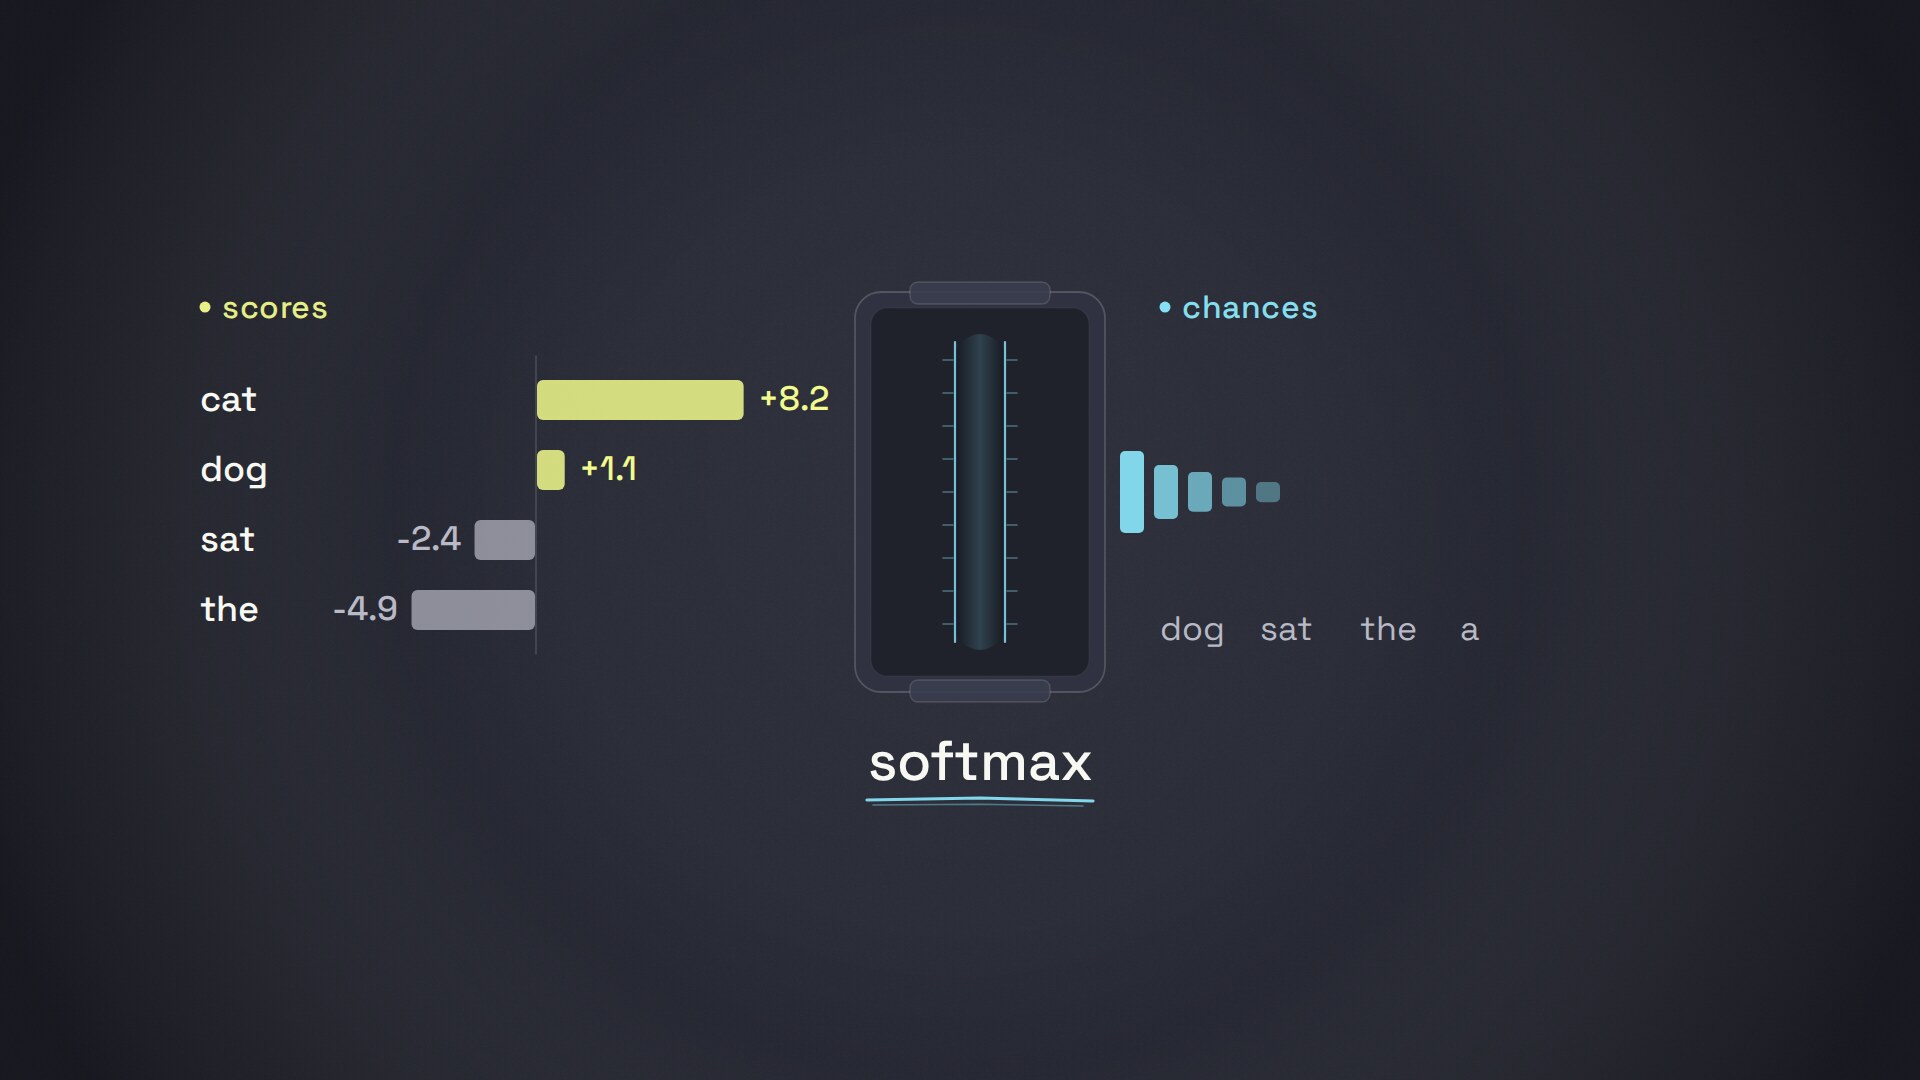 scores
cat +8.2
dog +1.1
sat -2.4
the -4.9
softmax
chances
dog sat the a